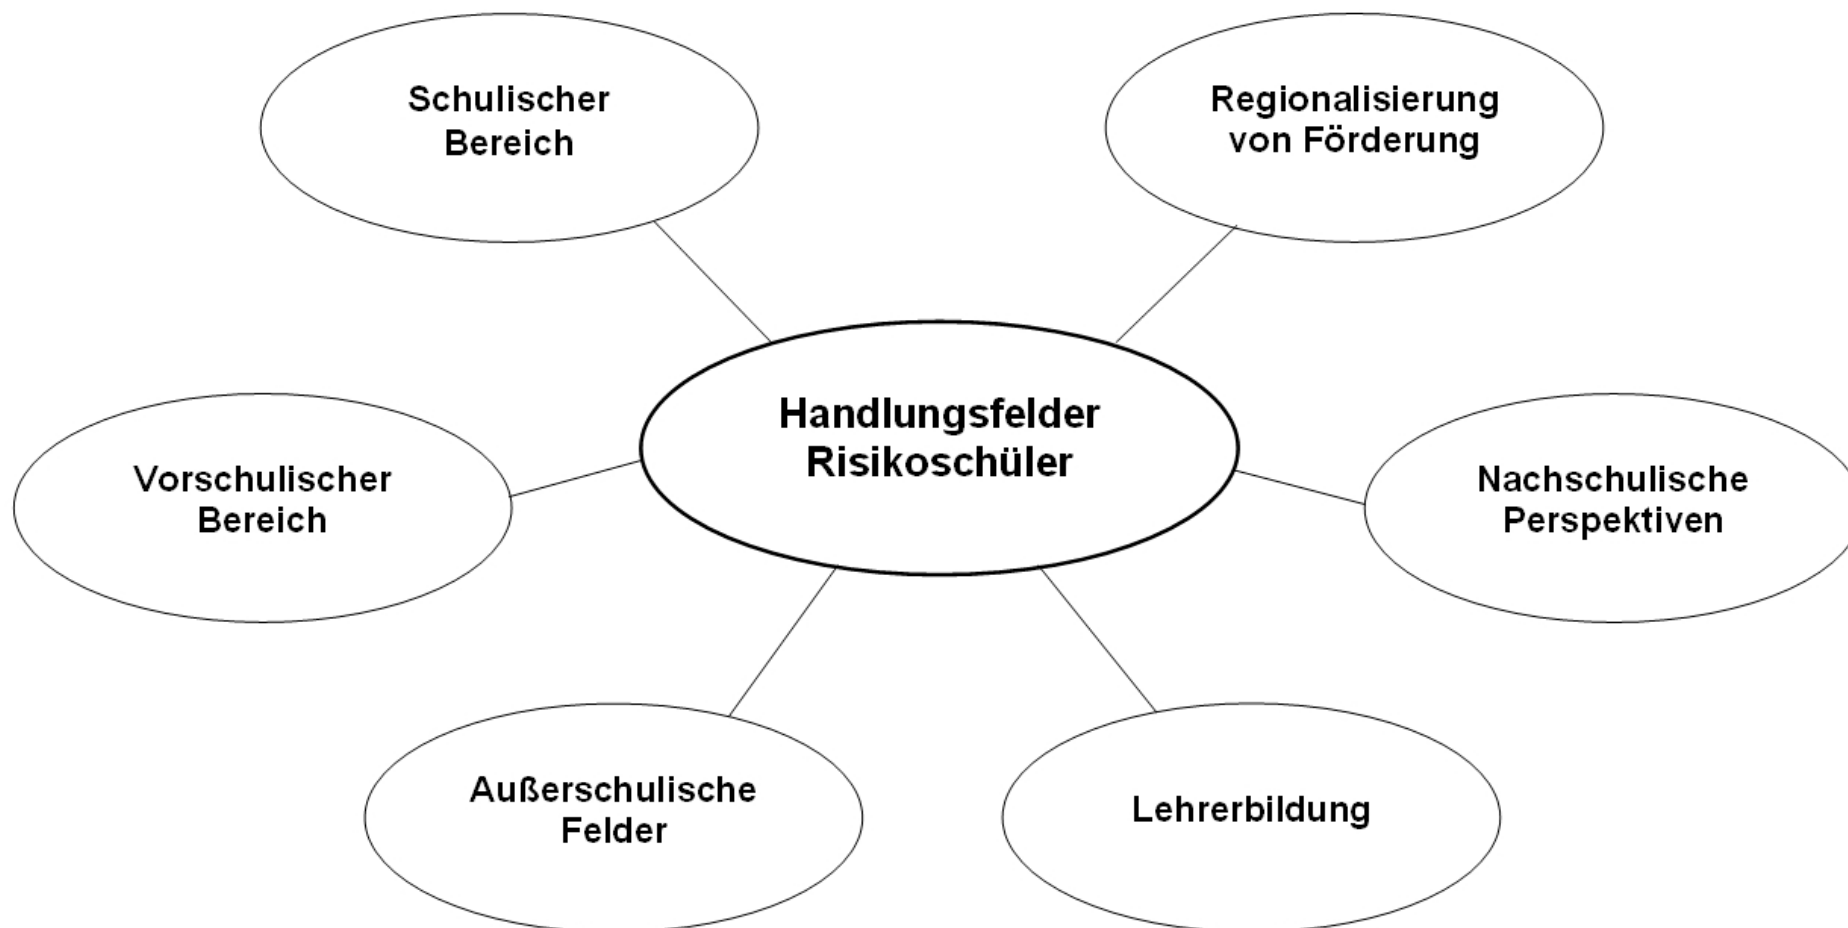 Schulischer
Bereich
Regionalisierung
von Förderung
Handlungsfelder
Risikoschüler
Vorschulischer
Bereich
Nachschulische
Perspektiven
Außerschulische
Felder
Lehrerbildung